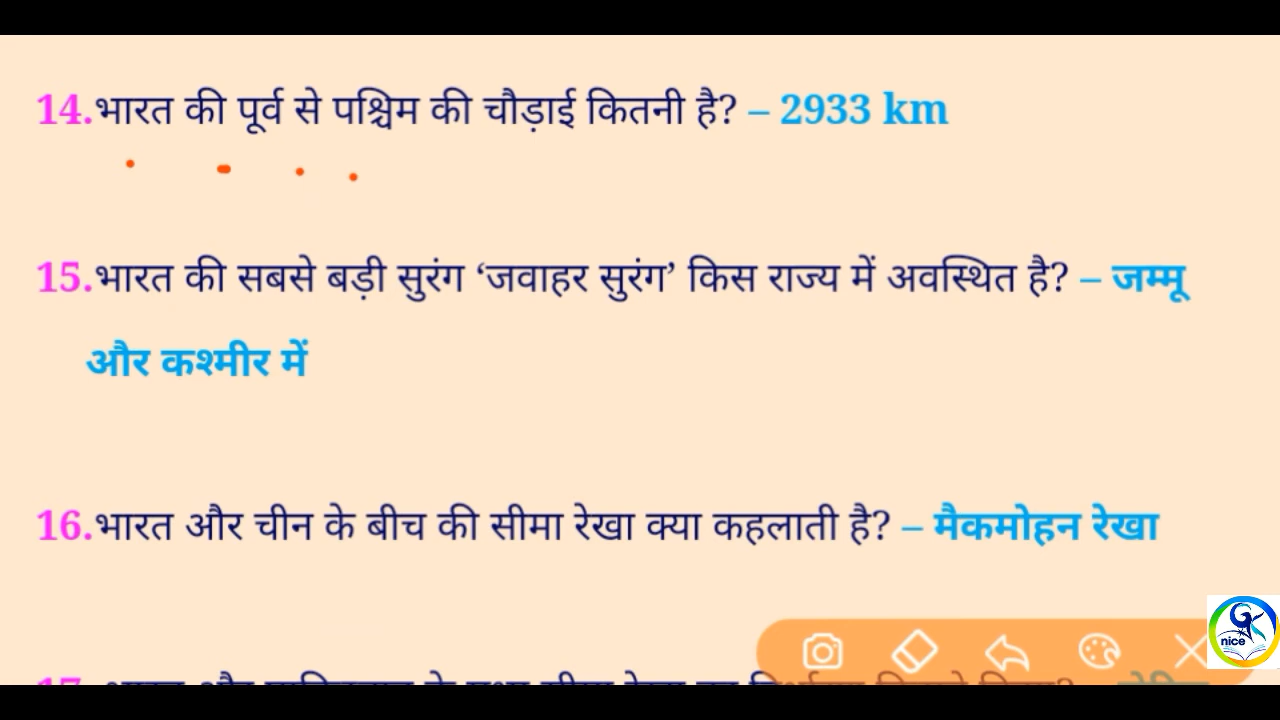 14.भारत की पूर्व से पश्चिम की चौड़ाई कितनी है? – 2933 km
15.भारत की सबसे बड़ी सुरंग ‘जवाहर सुरंग’ किस राज्य में अवस्थित है? – जम्मू
और कश्मीर में
16.भारत और चीन के बीच की सीमा रेखा क्या कहलाती है? – मैकमोहन रेखा
nice